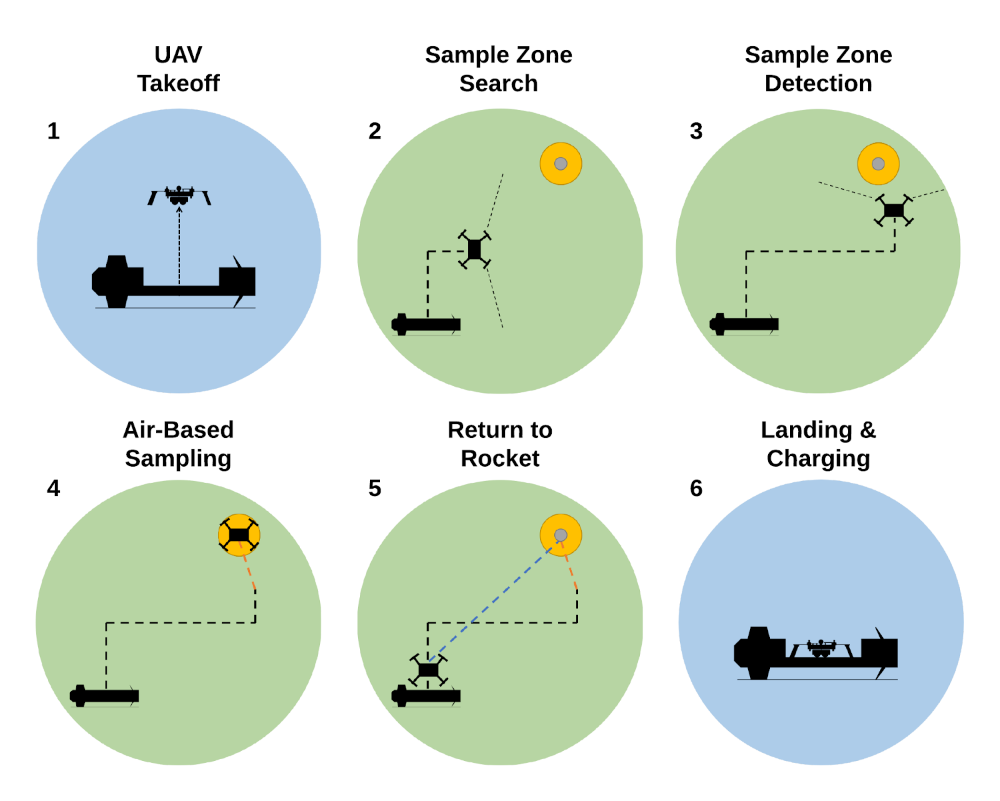 UAV
Takeoff
1
Sample Zone
Search
2
Sample Zone
Detection
3
Air-Based
Sampling
4
Return to
Rocket
5
Landing &
Charging
6